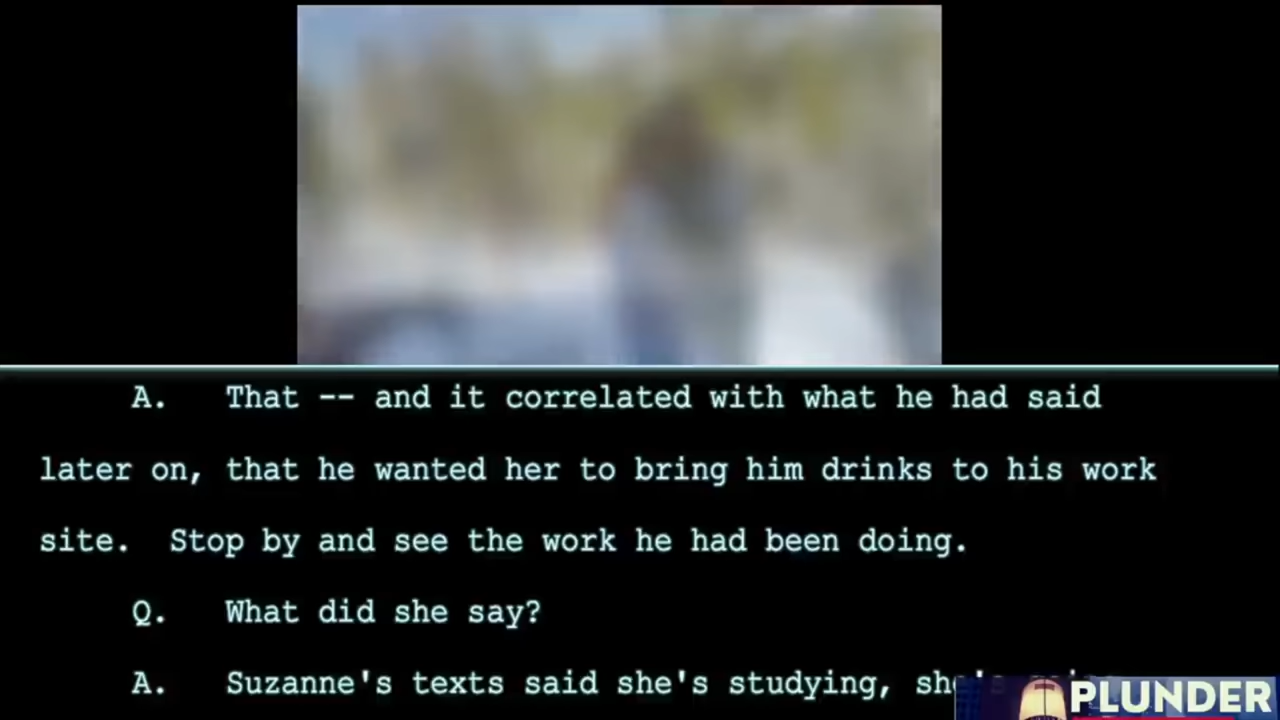 A. That -- and it correlated with what he had said
later on, that he wanted her to bring him drinks to his work
site. Stop by and see the work he had been doing.
Q. What did she say?
A. Suzanne's texts said she's studying, she's
PLUNDER